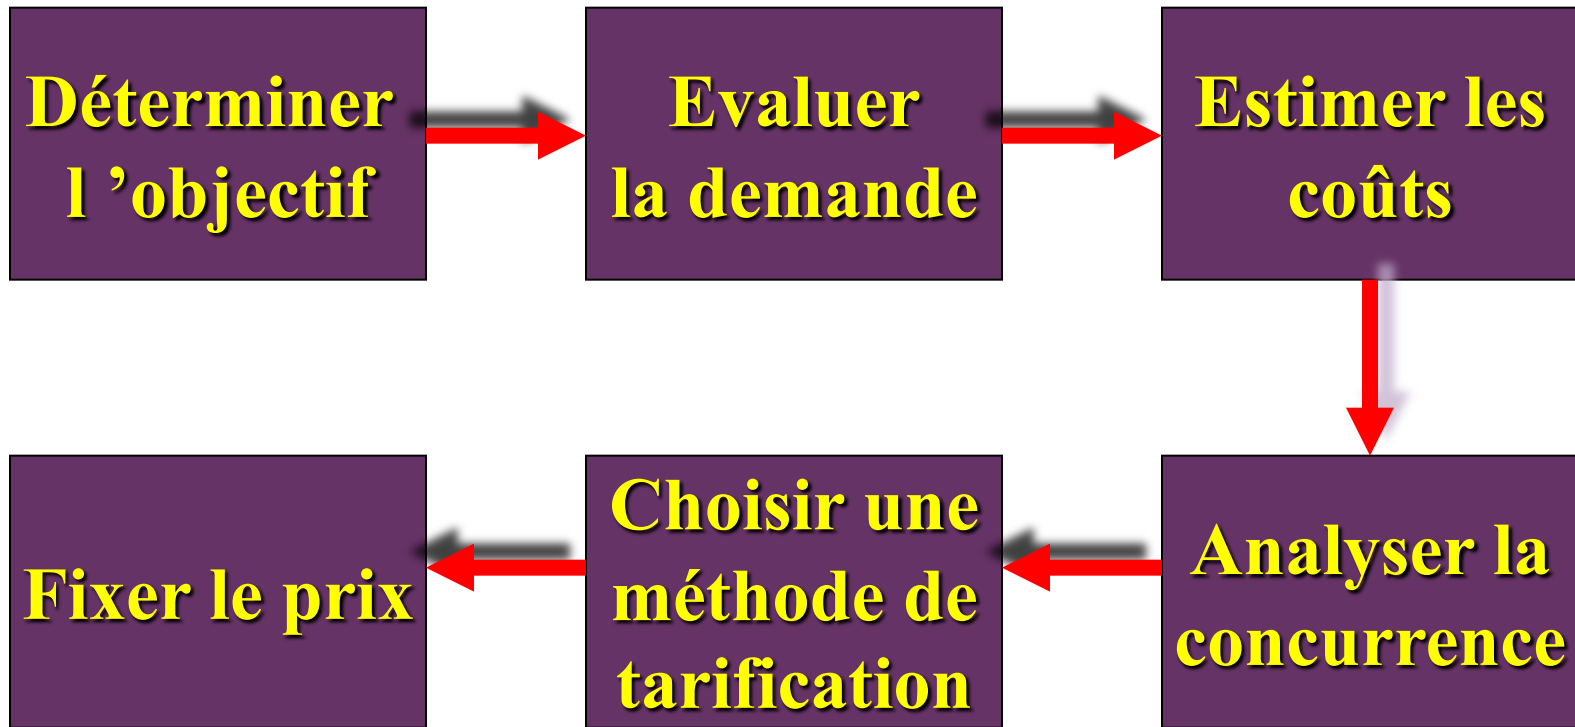 Déterminer
l ’objectif
Evaluer
la demande
Estimer les
coûts
Analyser la
concurrence
Choisir une
méthode de
tarification
Fixer le prix